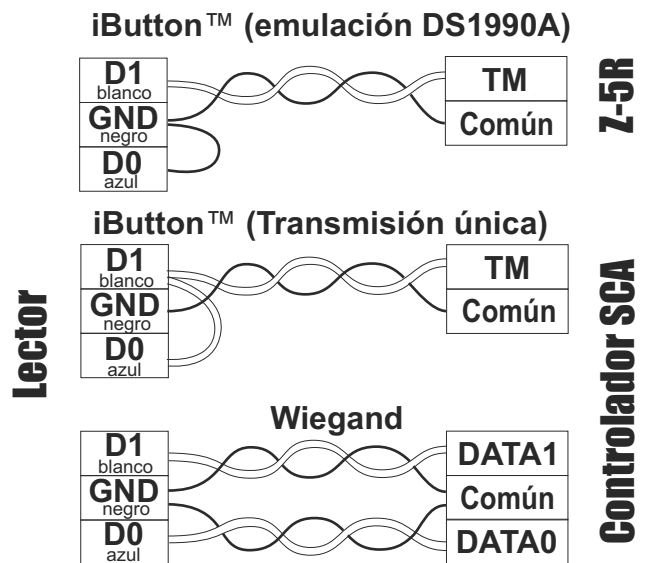 iButton™ (emulación DS1990A)
D1
blanco
GND
negro
D0
azul
TM
Común
Z-5R
iButton™ (Transmisión única)
D1
blanco
GND
negro
D0
azul
TM
Común
Lector
Controlador SCA
Wiegand
D1
blanco
GND
negro
D0
azul
DATA1
Común
DATA0